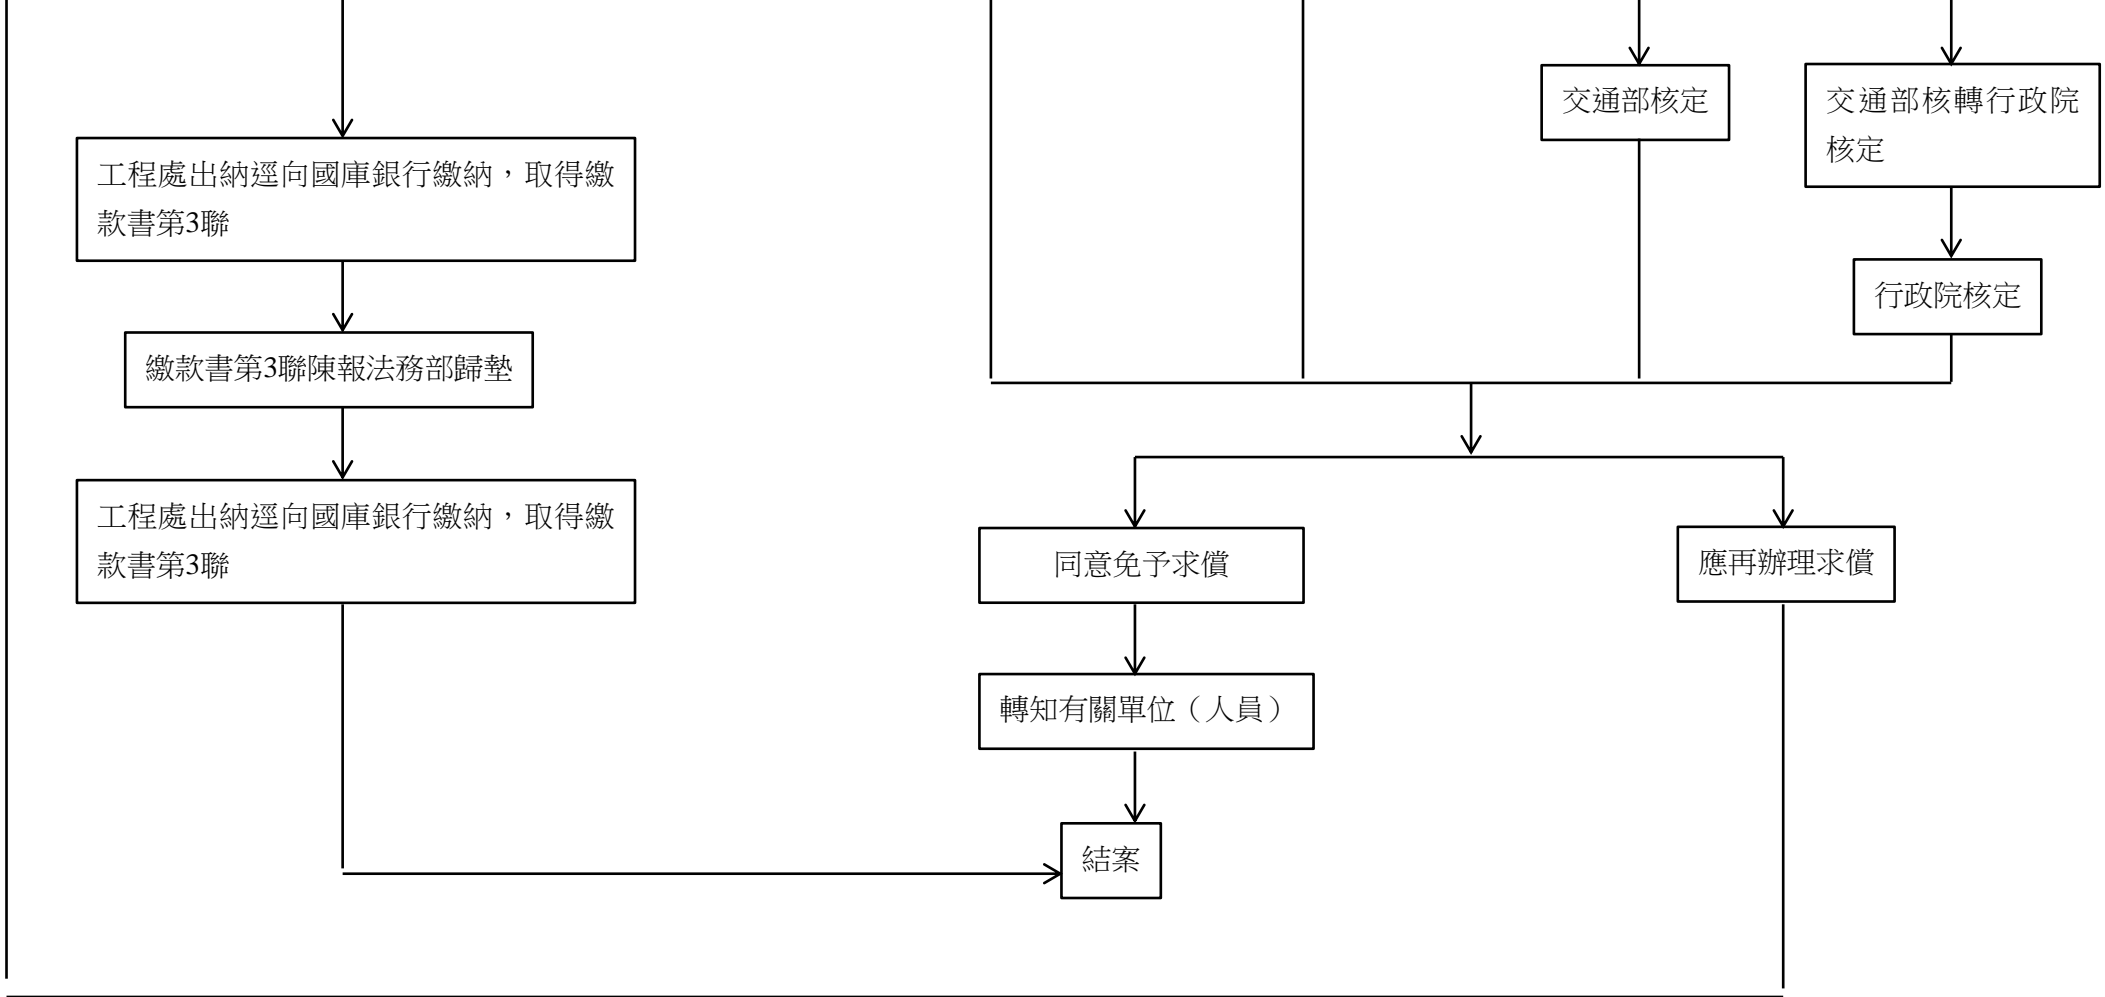 交通部核定
交通部核轉行政院
核定
工程處出納逕向國庫銀行繳納，取得繳
款書第3聯
行政院核定
繳款書第3聯陳報法務部歸墊
工程處出納逕向國庫銀行繳納，取得繳
款書第3聯
同意免予求償
應再辦理求償
轉知有關單位（人員）
結案